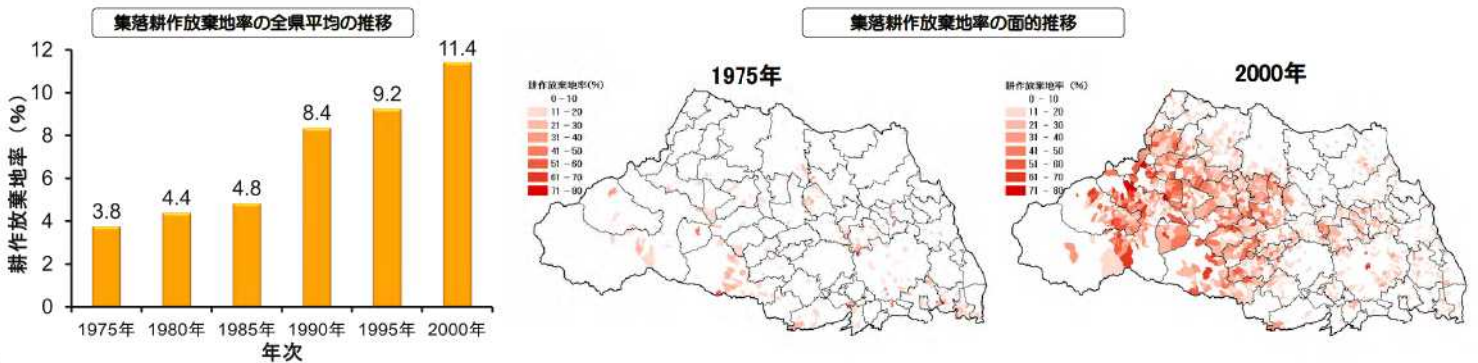 集落耕作放棄地率の全県平均の推移
耕作放棄地率（%）
12
10
8
6
4
2
0
3.8
4.4
4.8
8.4
9.2
11.4
1975年
1980年
1985年
1990年
1995年
2000年
年次
集落耕作放棄地率の面的推移
1975年
耕作放棄地率(%)
0 - 10
11 - 20
21 - 30
31 - 40
41 - 50
51 - 60
61 - 70
71 - 80
2000年
耕作放棄地率 (%)
0 - 10
11 - 20
21 - 30
31 - 40
41 - 50
51 - 60
61 - 70
71 - 80